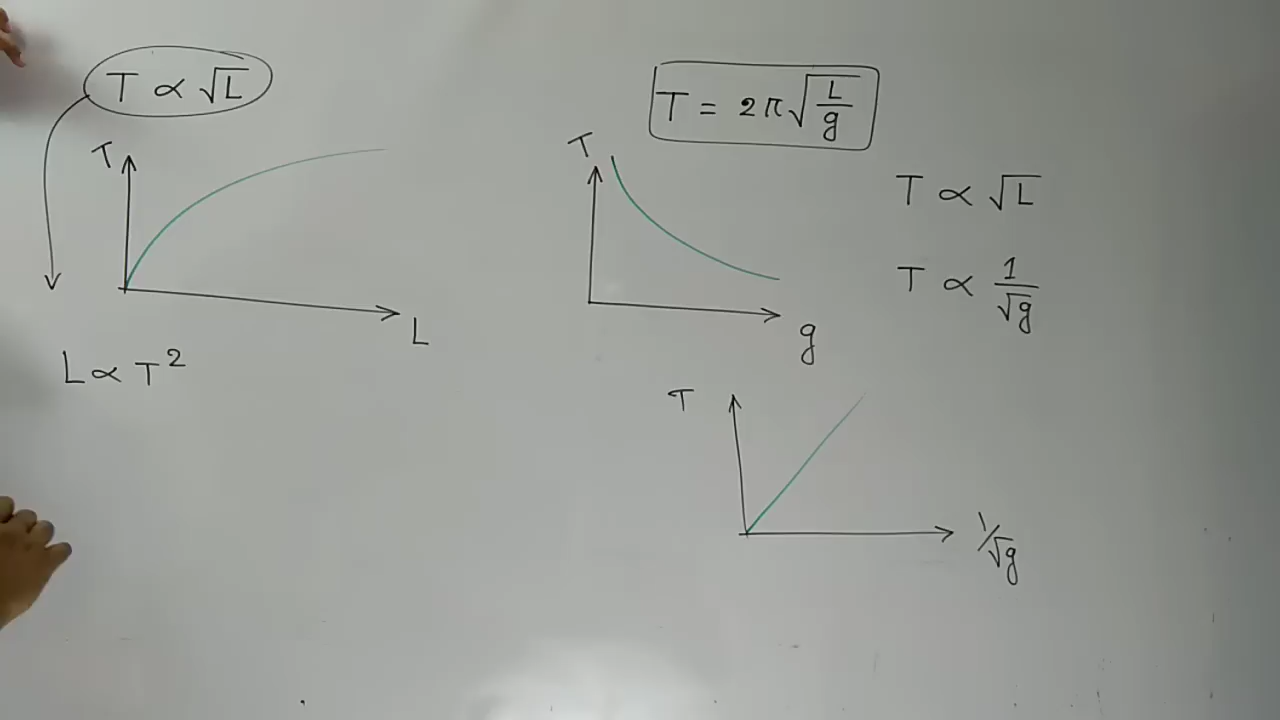 T ∝ √L
T
L
L ∝ T²
T = 2π√(L/g)
T
g
T ∝ √L
T ∝ 1/√g
T
1/√g